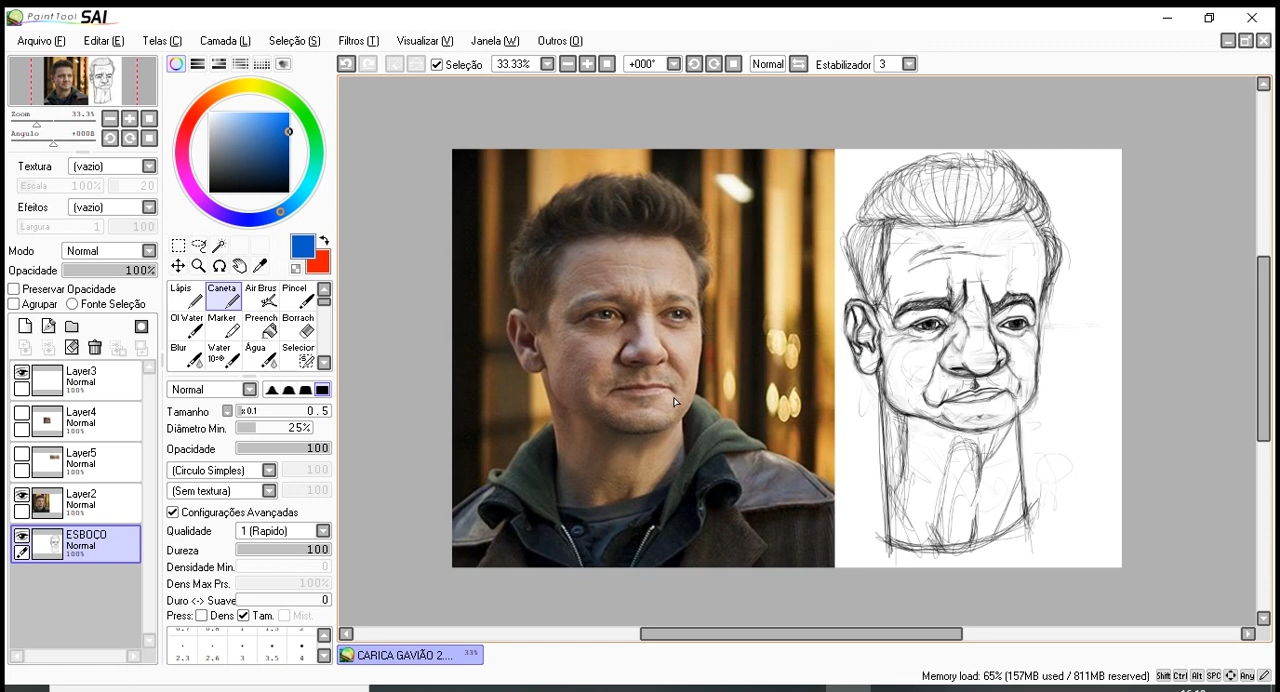 PaintTool SAI
Arquivo (F) Editar (E) Telas (C) Camada (L) Seleção (S) Filtros (T) Visualizar (V) Janela (W) Outros (O)
Seleção 33.33% +000° Normal Estabilizador 3
Zoom 33.3%
Angulo +000θ
Textura (vazio)
Escala 100% 20
Efeitos (vazio)
Largura 1 100
Modo Normal
Opacidade 100%
Preservar Opacidade
Agrupar Fonte Seleção
Layer3
Normal
100%
Layer4
Normal
100%
Layer5
Normal
100%
Layer2
Normal
100%
ESBOÇO
Normal
100%
Lápis Caneta Air Brus Pincel
Ol Water Marker Preench Borrach
Blur Water Água Selecior
10+⊕
Normal
Tamanho x0.1 0.5
Diâmetro Min. 25%
Opacidade 100
(Circulo Simples) 100
(Sem textura) 100
Configurações Avançadas
Qualidade 1 (Rapido)
Dureza 100
Densidade Min. 0
Dens Max Prs. 100%
Duro <-> Suave 0
Press: Dens Tam. Mist.
2.3 2.6 3 3.5 4
CARICA GAVIÃO 2.... 33%
Memory load: 65% (157MB used / 811MB reserved) Shift Ctrl Alt SPC Any